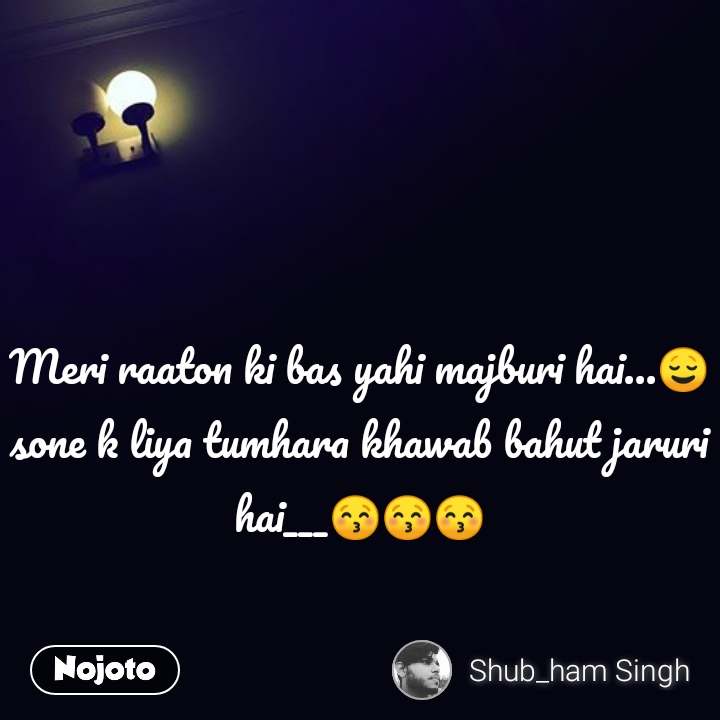 Meri raaton ki bas yahi majburi hai...😌
sone k liya tumhara khawab bahut jaruri
hai___😚😚😚
Nojoto
Shub_ham Singh